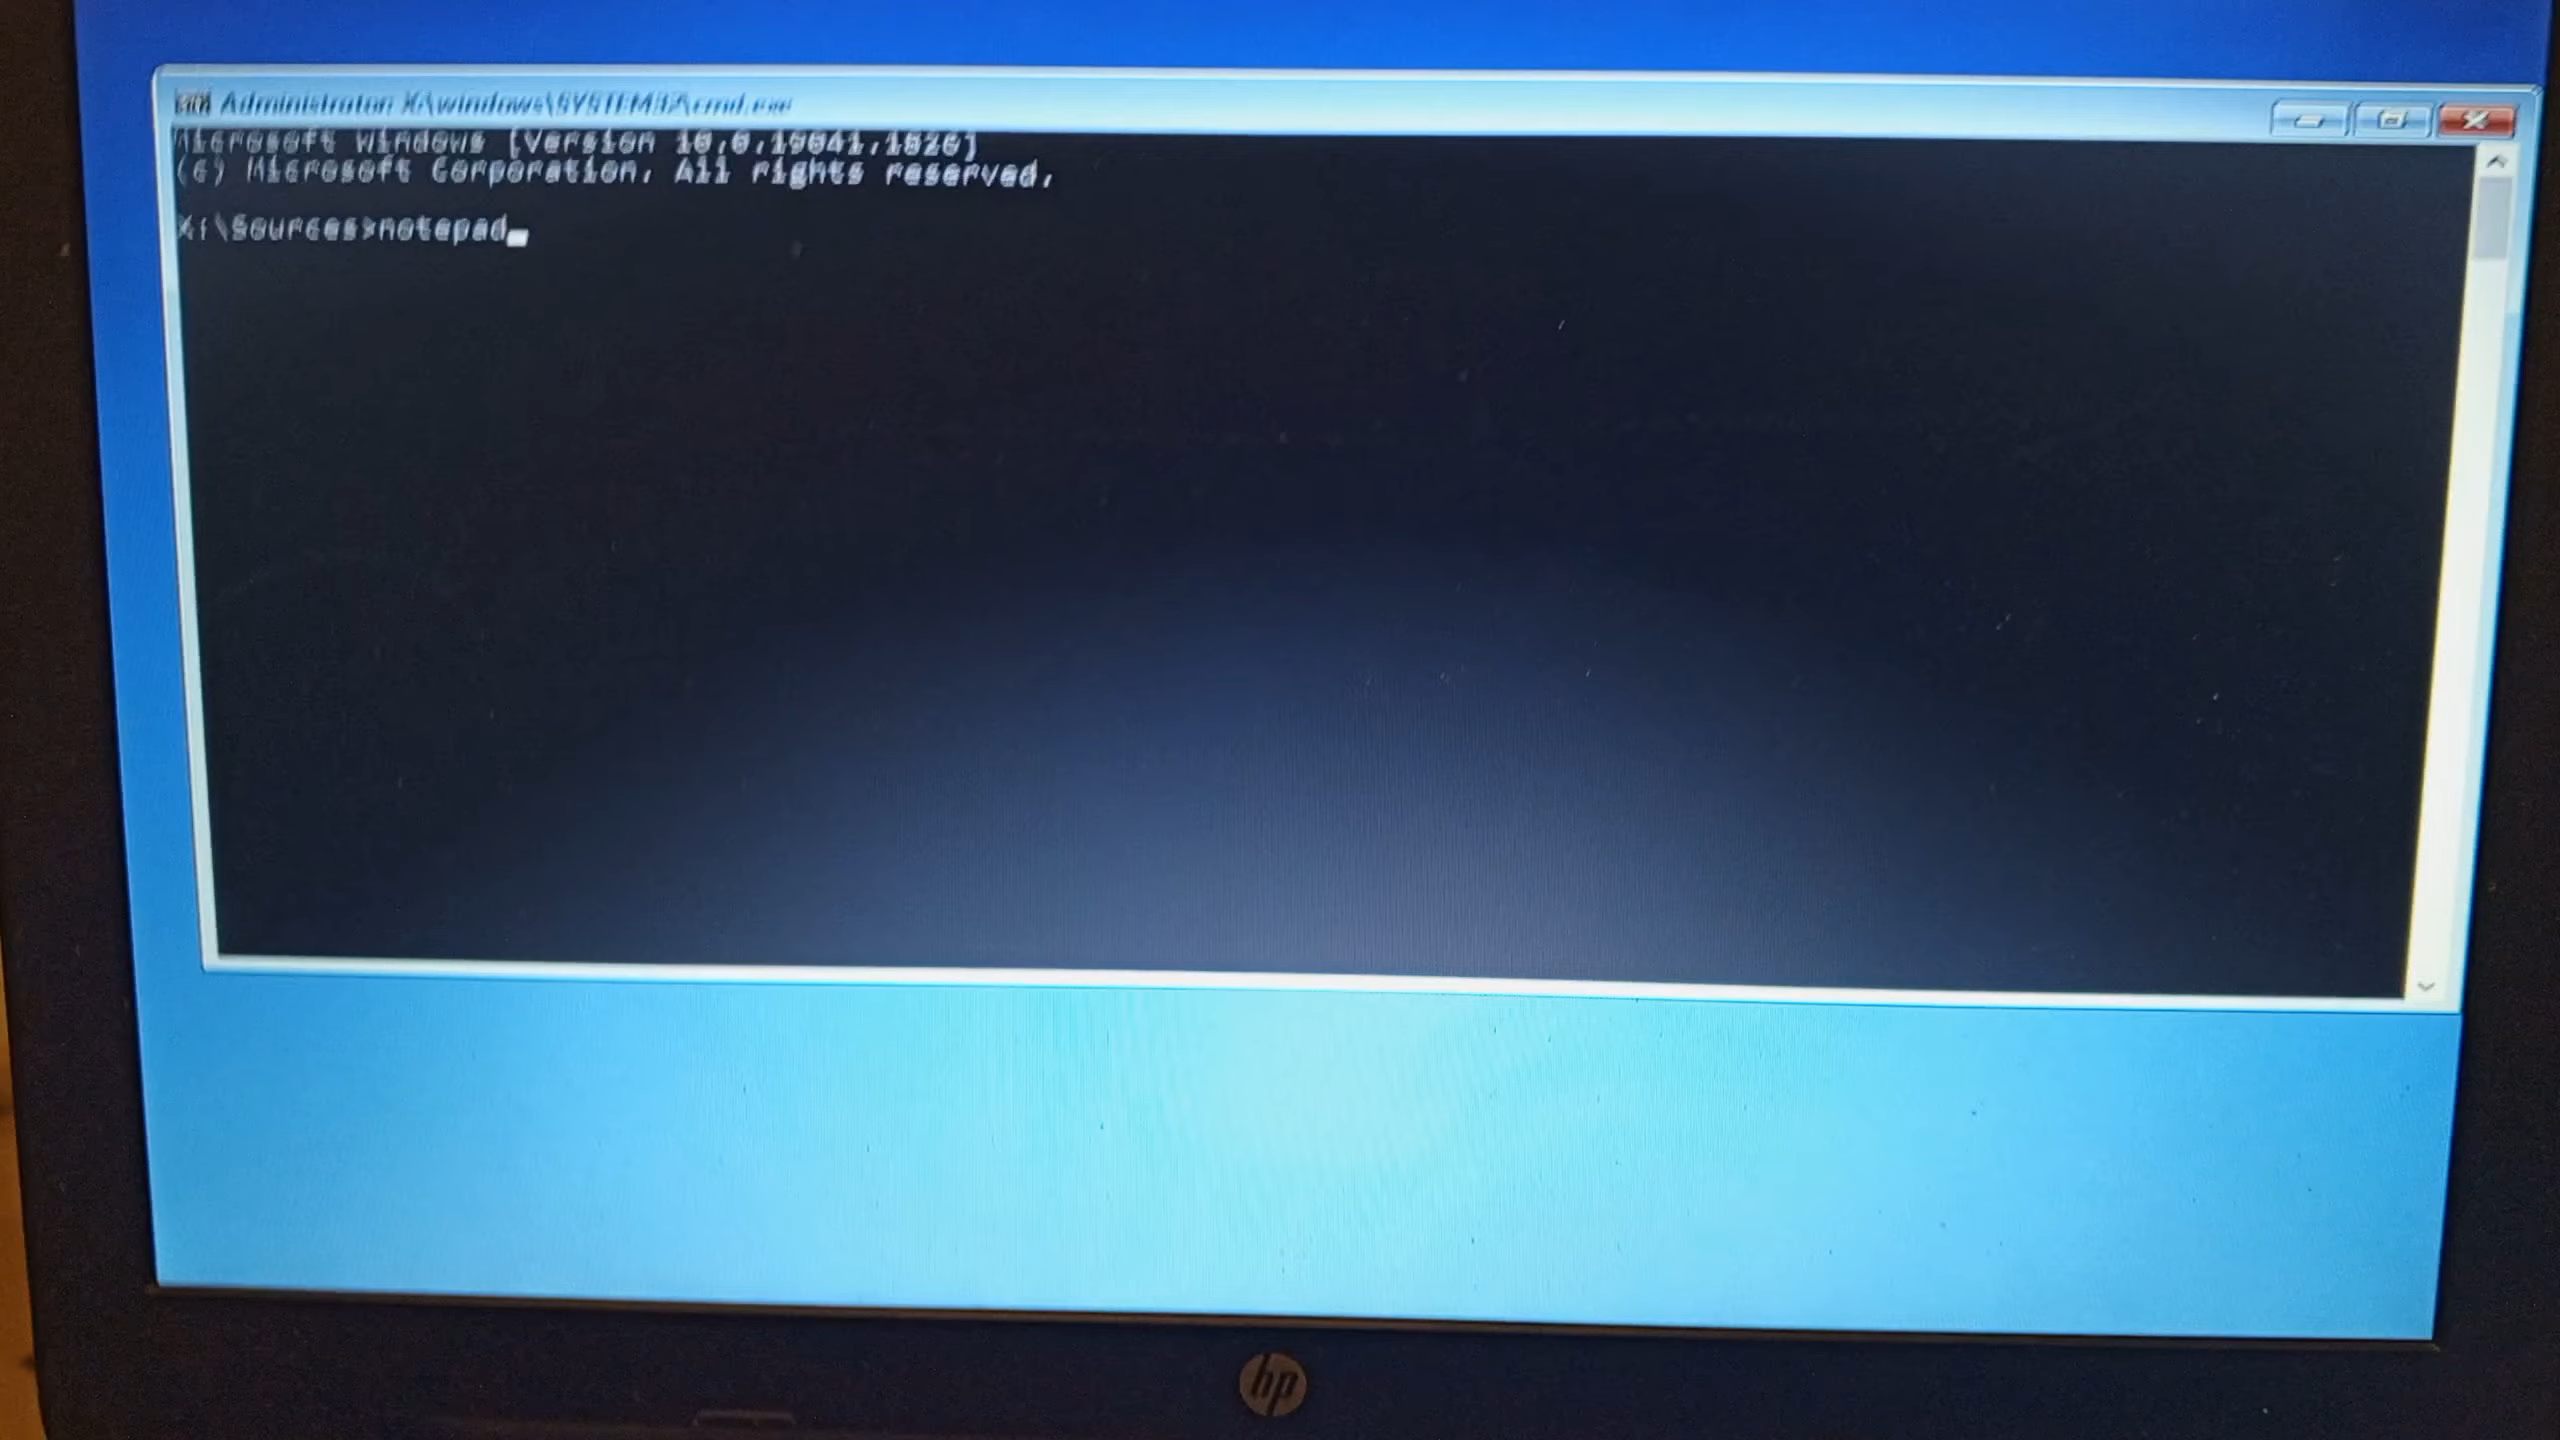 Administrator: X:\windows\SYSTEM32\cmd.exe
Microsoft Windows [Version 10.0.19041.1826]
(c) Microsoft Corporation. All rights reserved.
X:\Sources>notepad
hp